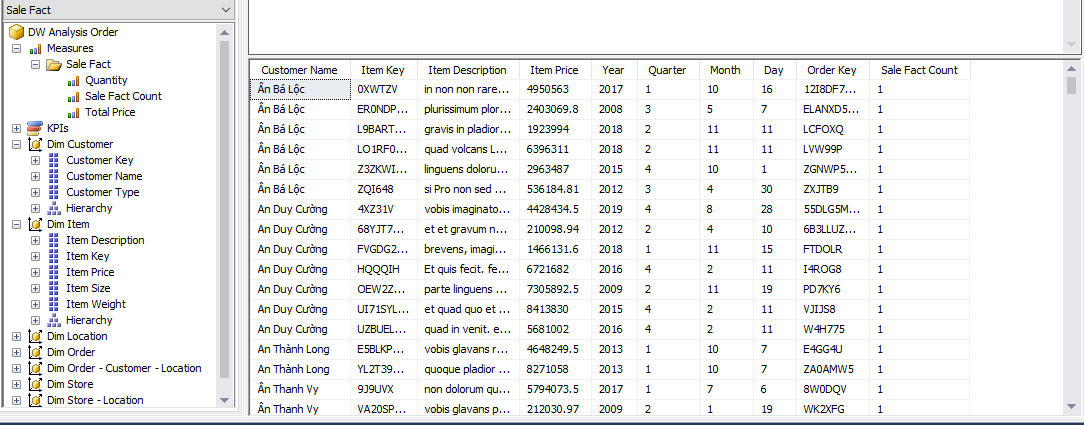 Sale Fact
DW Analysis Order
Measures
Sale Fact
Quantity
Sale Fact Count
Total Price
KPIs
Dim Customer
Customer Key
Customer Name
Customer Type
Hierarchy
Dim Item
Item Description
Item Key
Item Price
Item Size
Item Weight
Hierarchy
Dim Location
Dim Order
Dim Order - Customer - Location
Dim Store
Dim Store - Location
Customer Name Item Key Item Description Item Price Year Quarter Month Day Order Key Sale Fact Count
Ân Bá Lộc 0XWTZV in non non rare... 4950563 2017 1 10 16 12I8DF7... 1
Ân Bá Lộc ER0NDP... plurissimum plor... 2403069.8 2008 3 5 7 ELANXD5... 1
Ân Bá Lộc L9BART... gravis in pladior... 1923994 2018 2 11 11 LCFOXQ 1
Ân Bá Lộc LO1RF0... quad volcans L... 6396311 2018 2 11 11 LVW99P 1
Ân Bá Lộc Z3ZKWI... linguens doloru... 2963487 2015 4 10 1 ZGNWP5... 1
Ân Bá Lộc ZQI648 si Pro non sed ... 536184.81 2012 3 4 30 ZXJTB9 1
An Duy Cường 4XZ31V vobis imaginato... 4428434.5 2019 4 8 28 55DLG5M... 1
An Duy Cường 68YJT7... et et gravum n... 210098.94 2012 2 4 10 6B3LLUZ... 1
An Duy Cường FVGDG2... brevens, imagi... 1466131.6 2018 1 11 15 FTDOLR 1
An Duy Cường HQQQIH Et quis fecit. fe... 6721682 2016 4 2 11 I4ROG8 1
An Duy Cường OEW2Z... parte linguens ... 7305892.5 2009 2 11 19 PD7KY6 1
An Duy Cường UI71SYL... et quad quo et ... 8413830 2015 4 2 11 VJIJS8 1
An Duy Cường UZBUEL... quad in venit. e... 5681002 2016 4 2 11 W4H775 1
An Thành Long E5BLKP... vobis glavans r... 4648249.5 2013 1 10 7 E4GG4U 1
An Thành Long YL2T39... quoque pladior ... 8271058 2013 1 10 7 ZA0AMW5 1
Ân Thanh Vy 9J9UVX non dolorum qu... 5794073.5 2017 1 7 6 8W0DQV 1
Ân Thanh Vy VA20SP... vobis glavans p... 212030.97 2009 2 1 19 WK2XFG 1